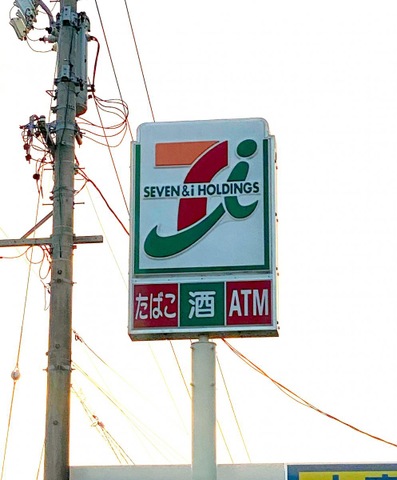 7i
SEVEN & i HOLDINGS
たばこ 酒 ATM